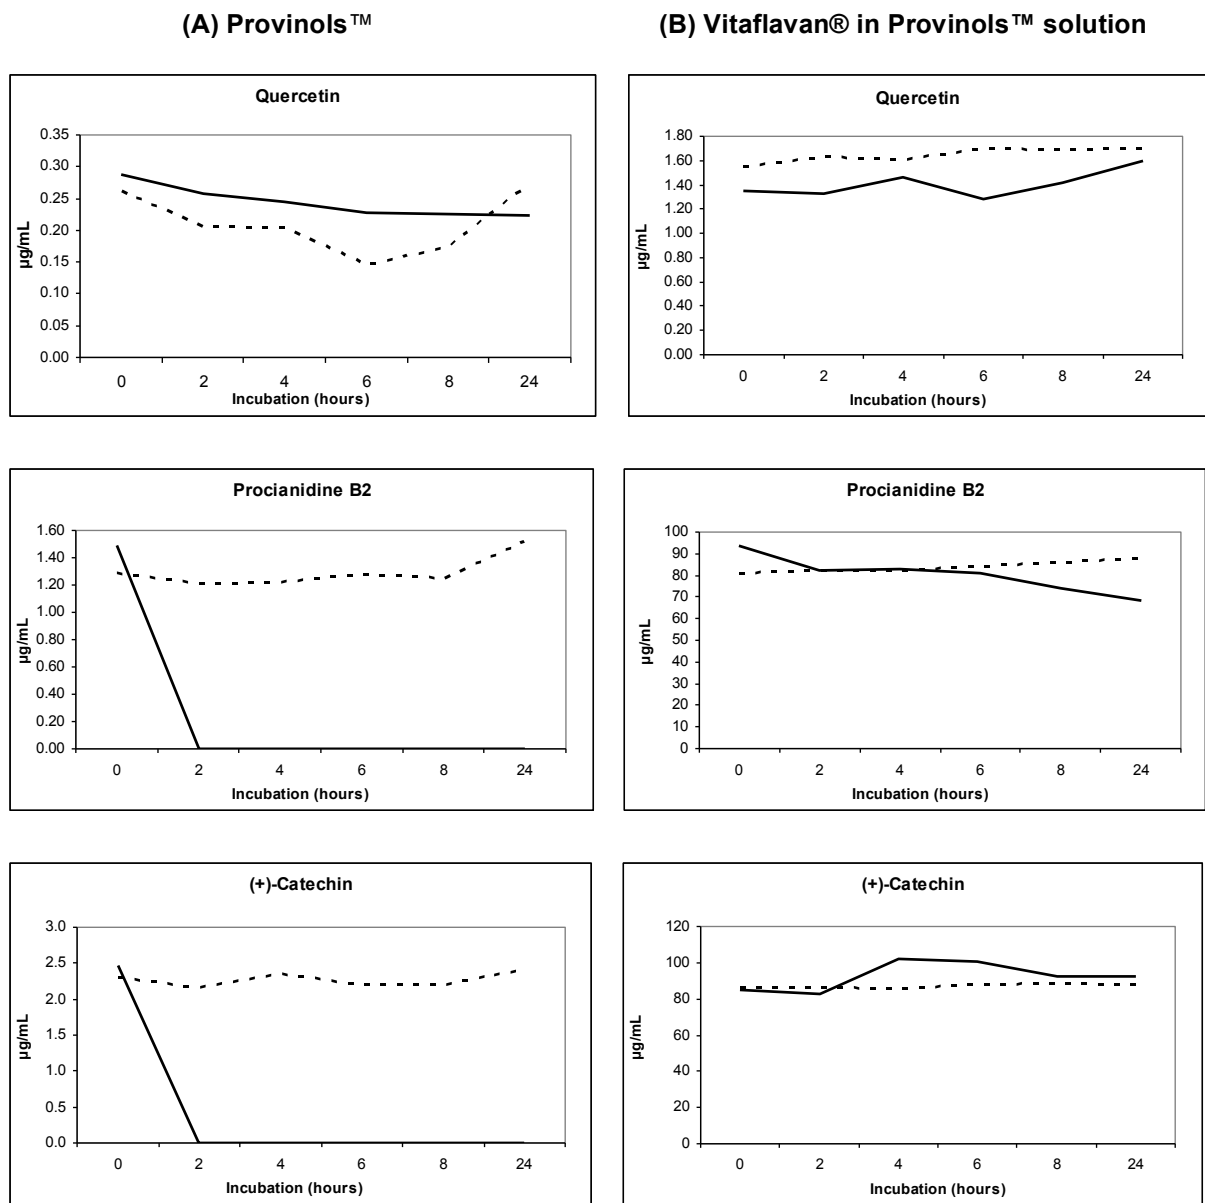 (A) Provinols™
(B) Vitaflavan® in Provinols™ solution
Quercetin
0.35
0.30
0.25
0.20
0.15
0.10
0.05
0.00
µg/mL
0 2 4 6 8 24
Incubation (hours)
Quercetin
1.80
1.60
1.40
1.20
1.00
0.80
0.60
0.40
0.20
0.00
µg/mL
0 2 4 6 8 24
Incubation (hours)
Procianidine B2
1.60
1.40
1.20
1.00
0.80
0.60
0.40
0.20
0.00
µg/mL
0 2 4 6 8 24
Incubation (hours)
Procianidine B2
100
90
80
70
60
50
40
30
20
10
0
µg/mL
0 2 4 6 8 24
Incubation (hours)
(+)-Catechin
3.0
2.5
2.0
1.5
1.0
0.5
0.0
µg/mL
0 2 4 6 8 24
Incubation (hours)
(+)-Catechin
120
100
80
60
40
20
0
µg/mL
0 2 4 6 8 24
Incubation (hours)